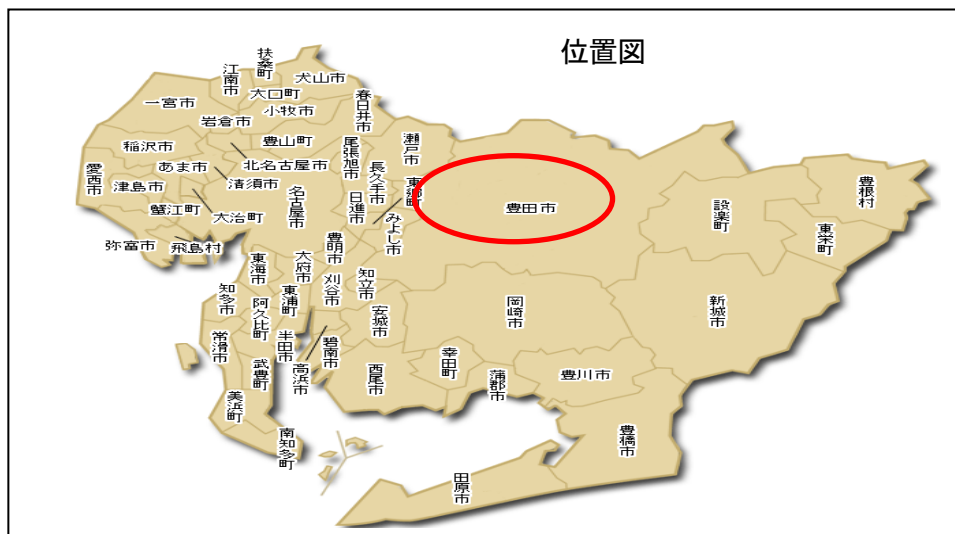 位置図
扶桑町
犬山市
江南市
大口町
一宮市
小牧市
春日井市
岩倉市
豊山町
尾張旭市
瀬戸市
稲沢市
あま市
北名古屋市
長久手市
愛西市
津島市
清須市
名古屋市
日進市
東郷町
豊田市
設楽町
豊根村
蟹江町
大治町
みよし市
東栄町
弥富市
飛島村
豊明市
東海市
大府市
刈谷市
知立市
知多市
阿久比町
東浦町
安城市
岡崎市
新城市
常滑市
半田市
高浜市
碧南市
武豊町
西尾市
幸田町
蒲郡市
豊川市
美浜町
南知多町
豊橋市
田原市